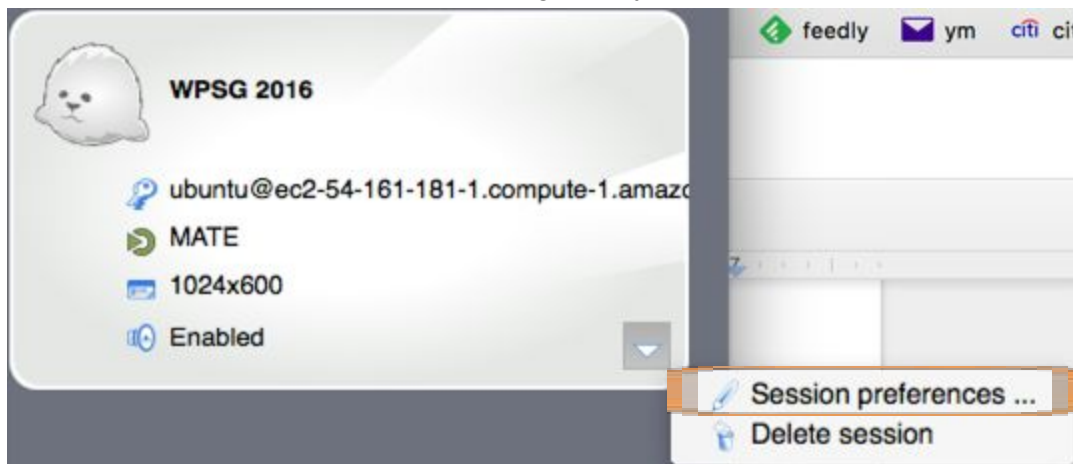 feedly ym citi
WPSG 2016
ubuntu@ec2-54-161-181-1.compute-1.amaz
MATE
1024x600
Enabled
Session preferences ...
Delete session